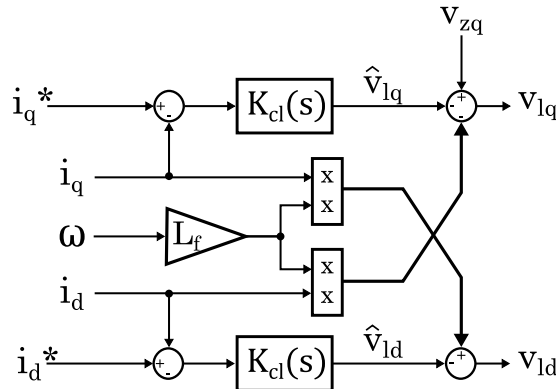 v_zq
i_q* + - K_cl(s) v̂_lq + - - v_lq
i_q x
x
ω L_f
x
i_d x
i_d* + - K_cl(s) v̂_ld - + v_ld